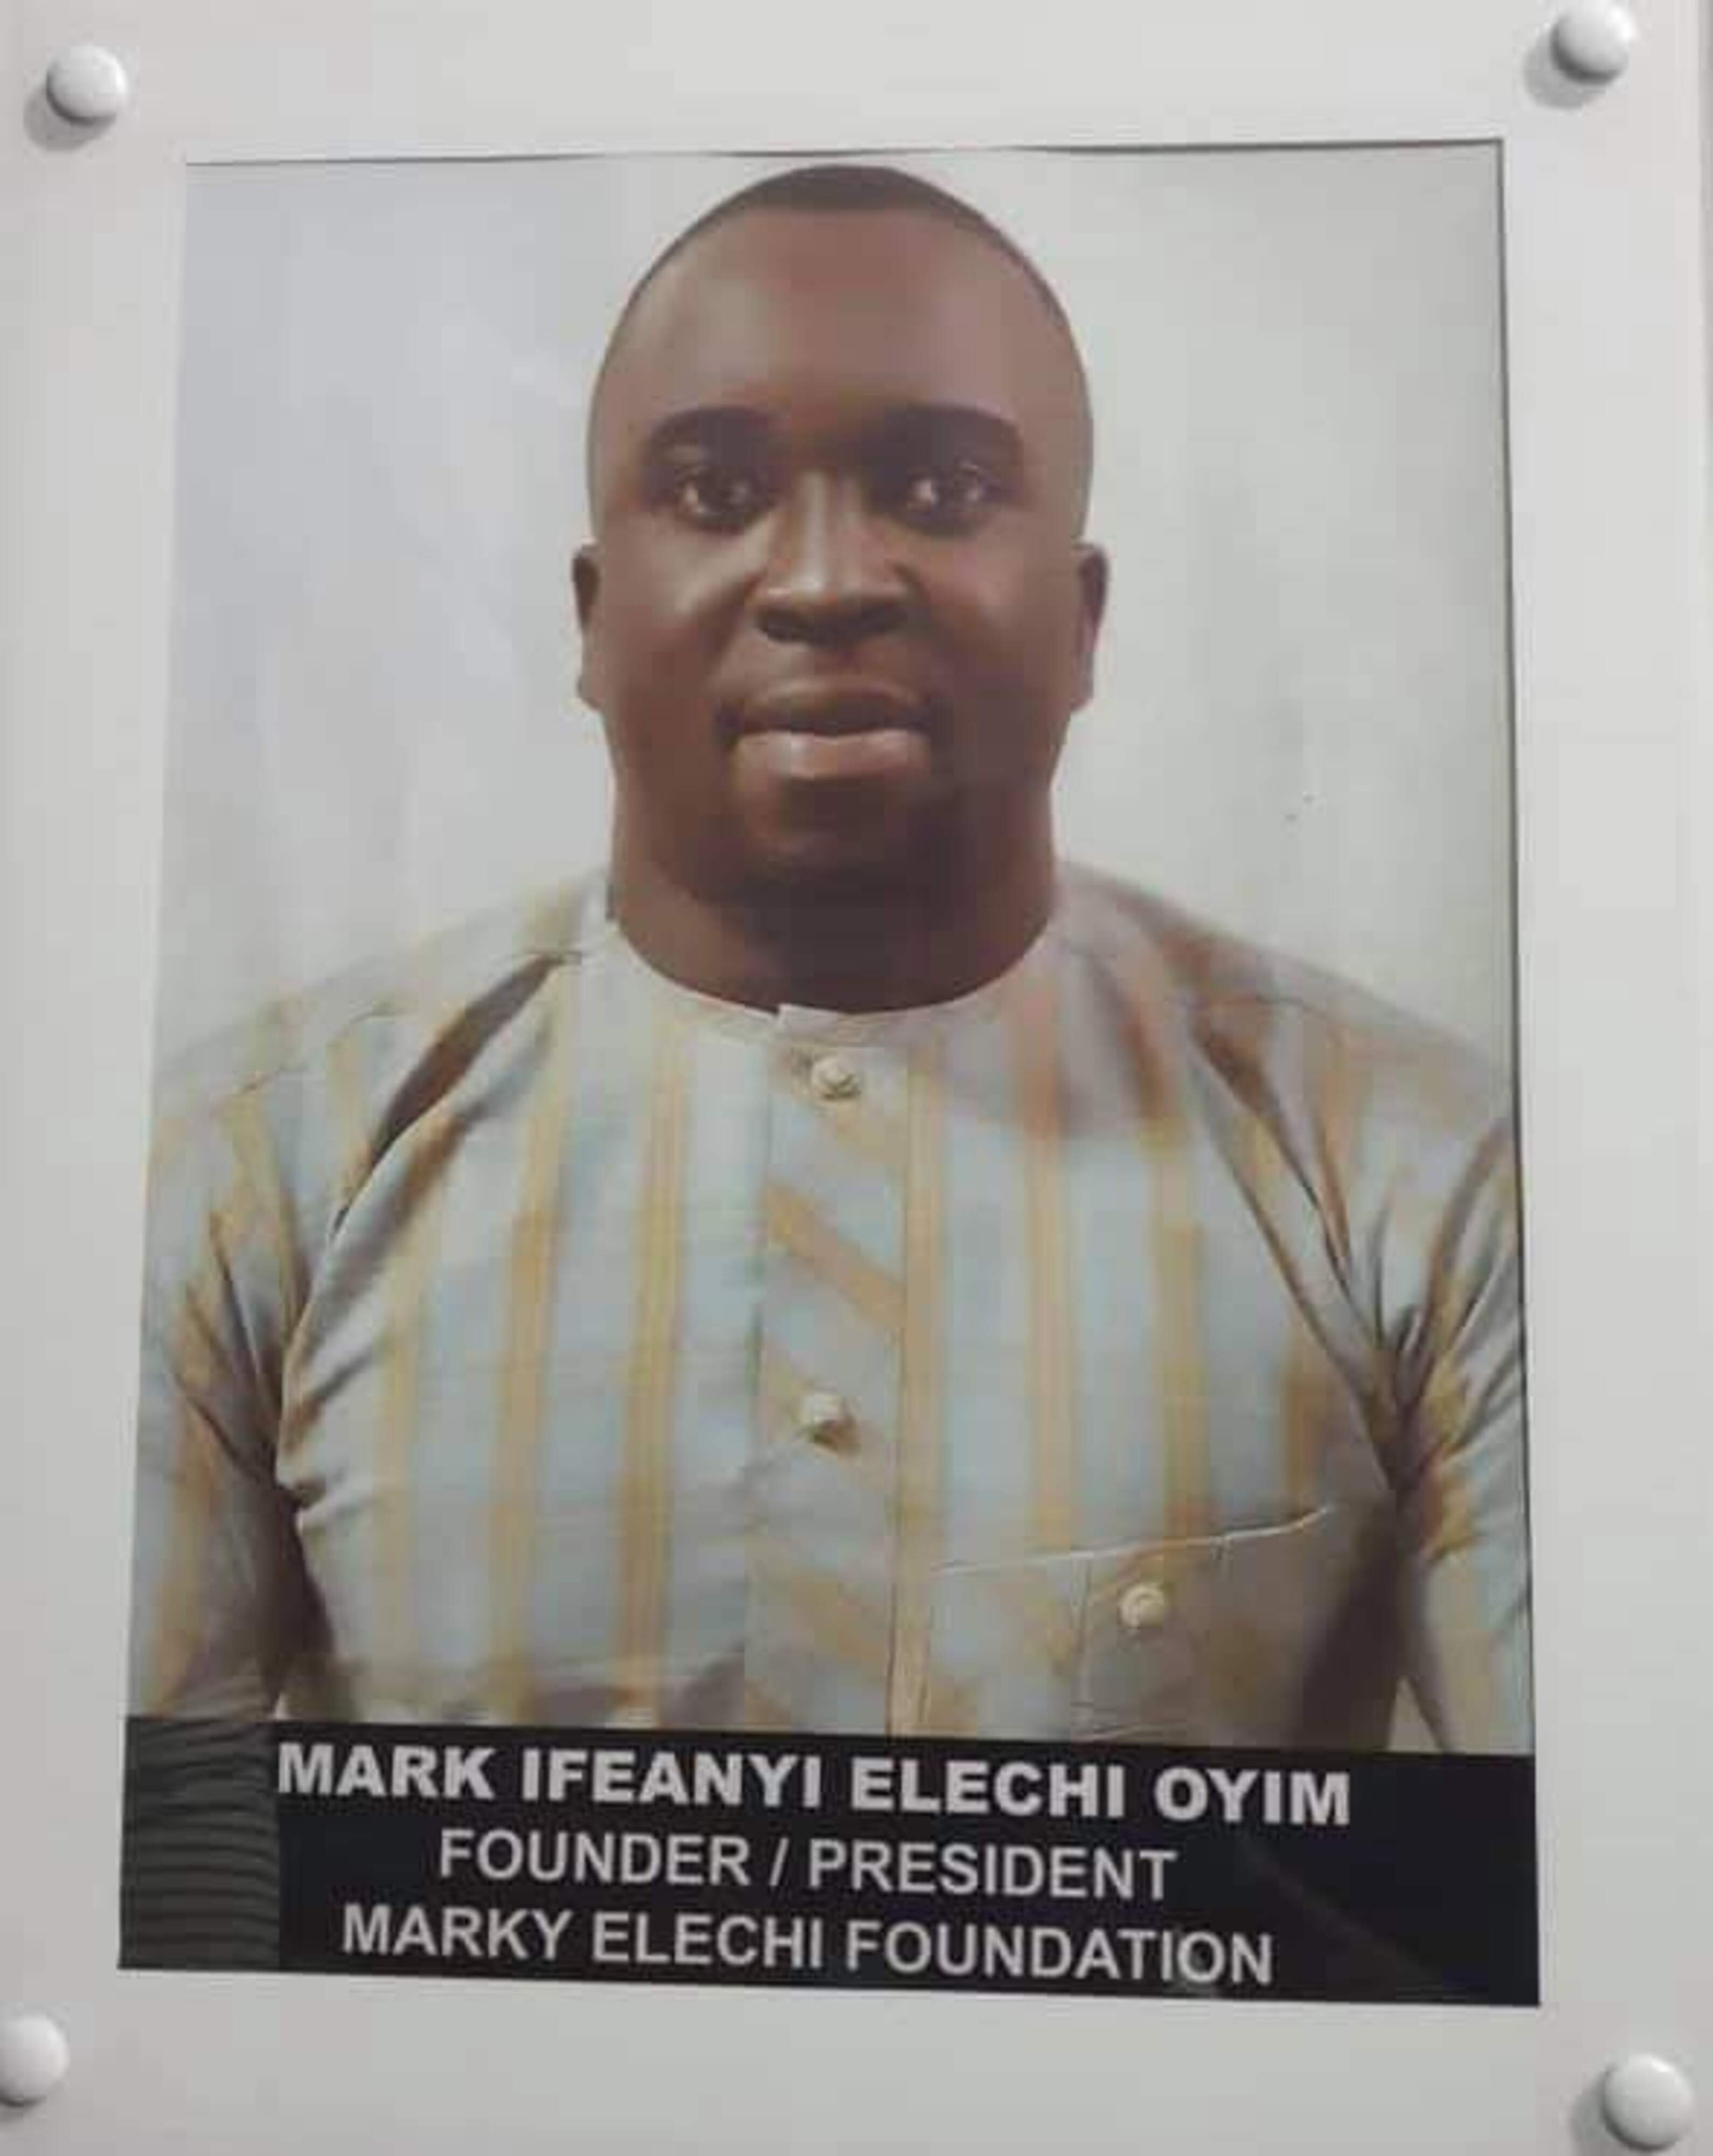 MARK IFEANYI ELECHI OYIM
FOUNDER / PRESIDENT
MARKY ELECHI FOUNDATION